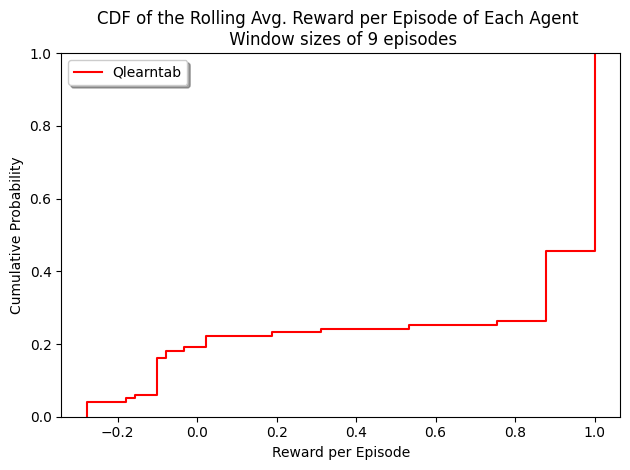 CDF of the Rolling Avg. Reward per Episode of Each Agent
Window sizes of 9 episodes
Qlearntab
1.0
0.8
0.6
0.4
0.2
0.0
Cumulative Probability
−0.2 0.0 0.2 0.4 0.6 0.8 1.0
Reward per Episode